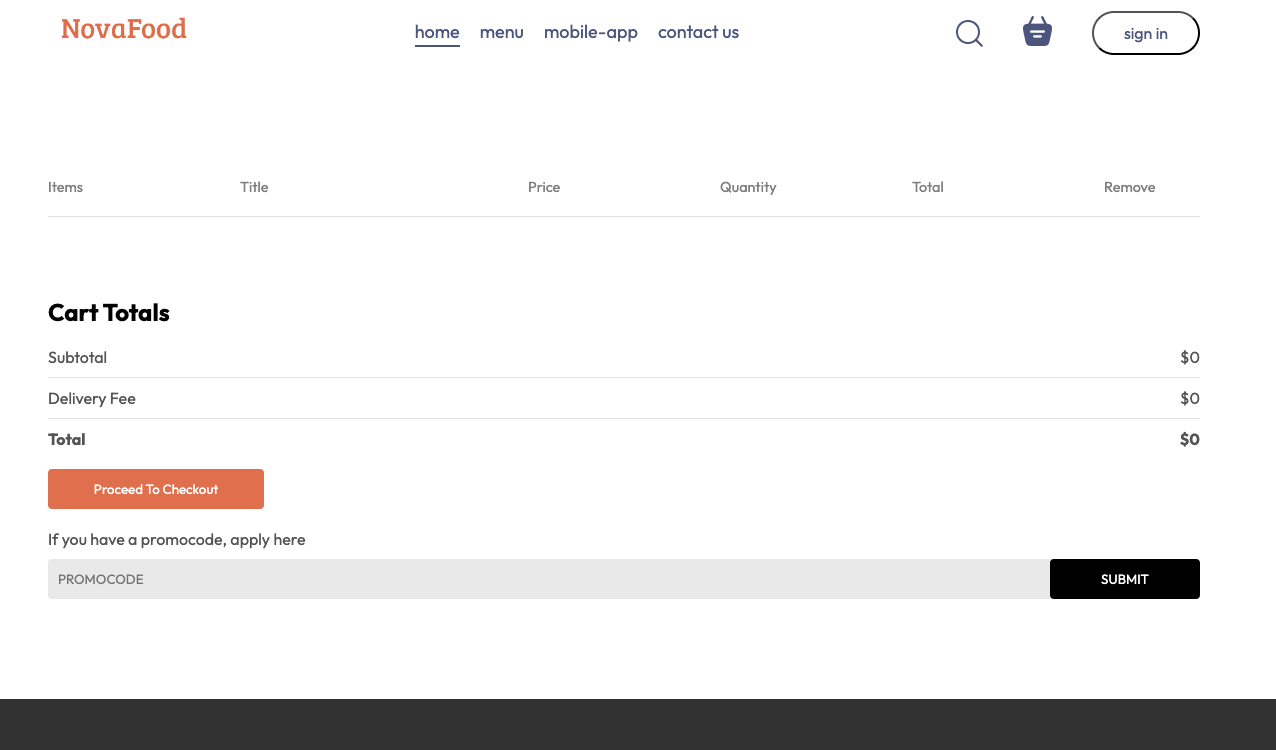 NovaFood home menu mobile-app contact us sign in
Items Title Price Quantity Total Remove
Cart Totals
Subtotal $0
Delivery Fee $0
Total $0
Proceed To Checkout
If you have a promocode, apply here
PROMOCODE SUBMIT